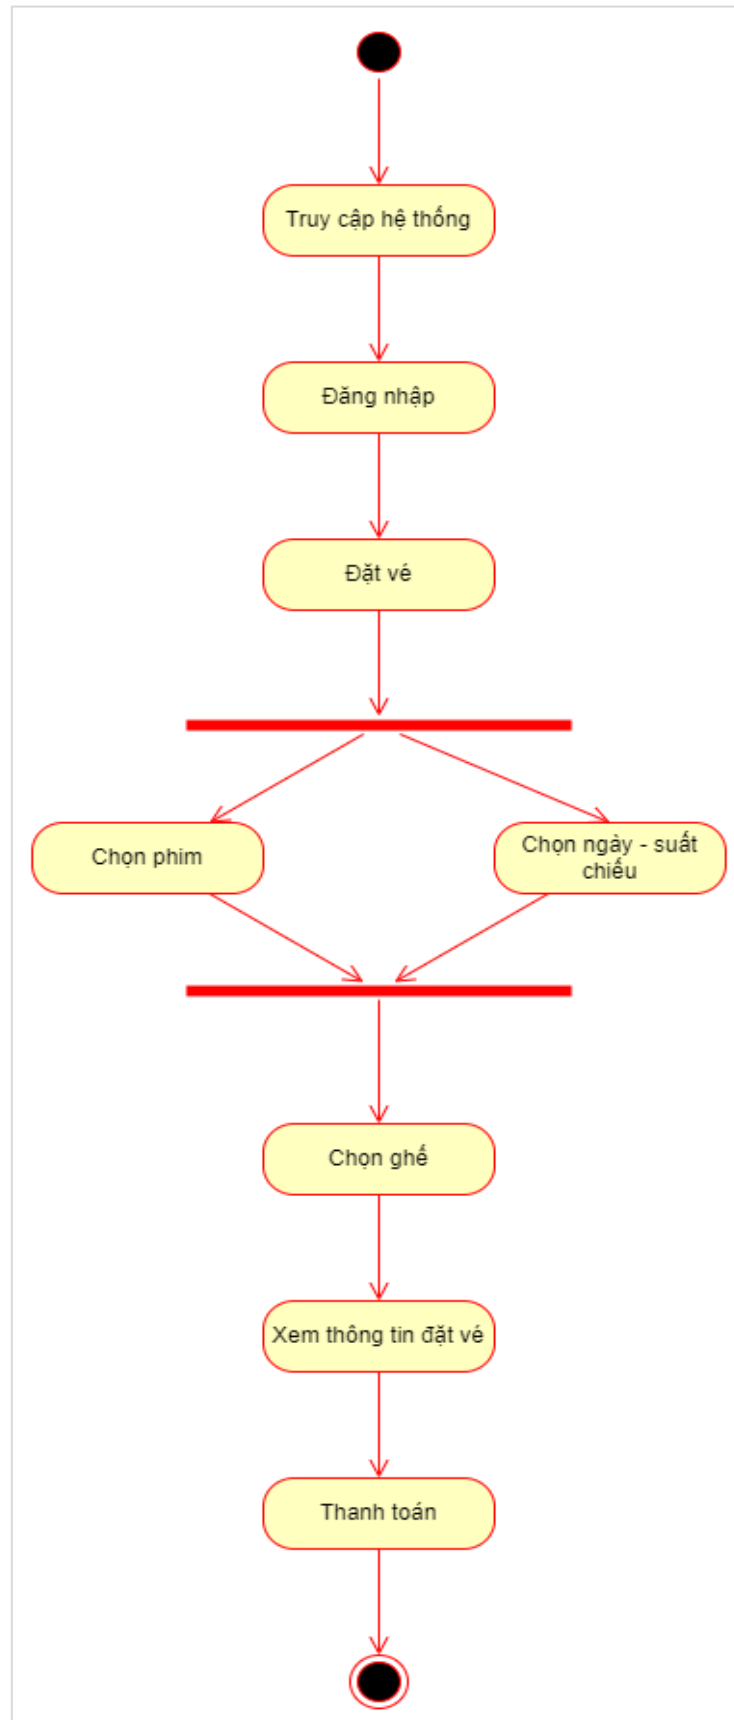 Truy cập hệ thống
Đăng nhập
Đặt vé
Chọn phim
Chọn ngày - suất
chiếu
Chọn ghế
Xem thông tin đặt vé
Thanh toán